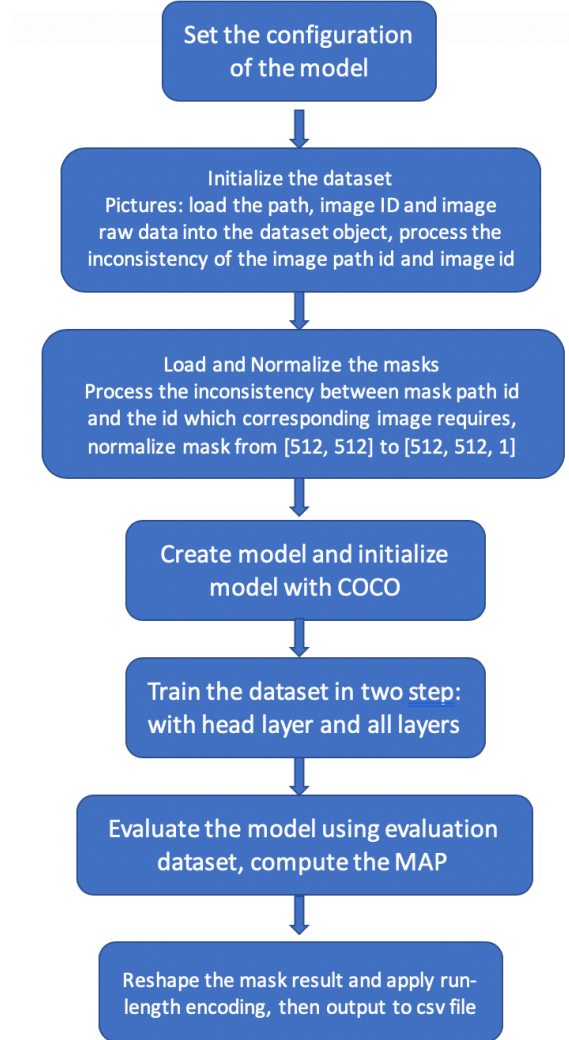 Set the configuration
of the model
Initialize the dataset
Pictures: load the path, image ID and image
raw data into the dataset object, process the
inconsistency of the image path id and image id
Load and Normalize the masks
Process the inconsistency between mask path id
and the id which corresponding image requires,
normalize mask from [512, 512] to [512, 512, 1]
Create model and initialize
model with COCO
Train the dataset in two step:
with head layer and all layers
Evaluate the model using evaluation
dataset, compute the MAP
Reshape the mask result and apply run-
length encoding, then output to csv file